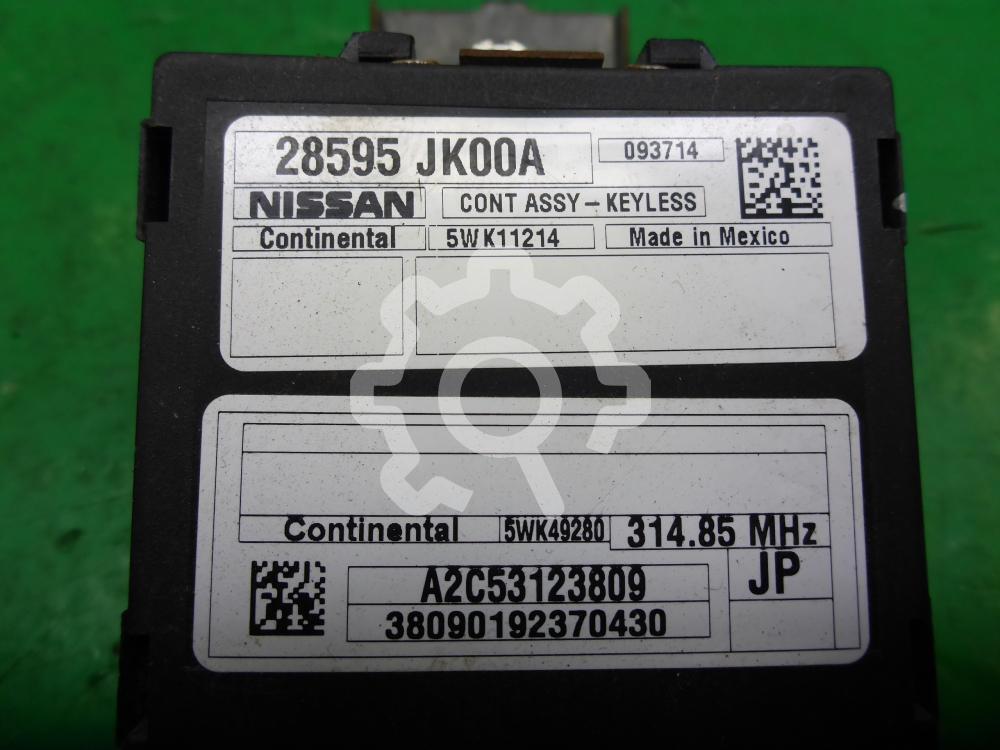 28595 JK00A 093714
NISSAN CONT ASSY – KEYLESS
Continental 5WK11214 Made in Mexico
Continental 5WK49280 314.85 MHz
A2C53123809 JP
38090192370430